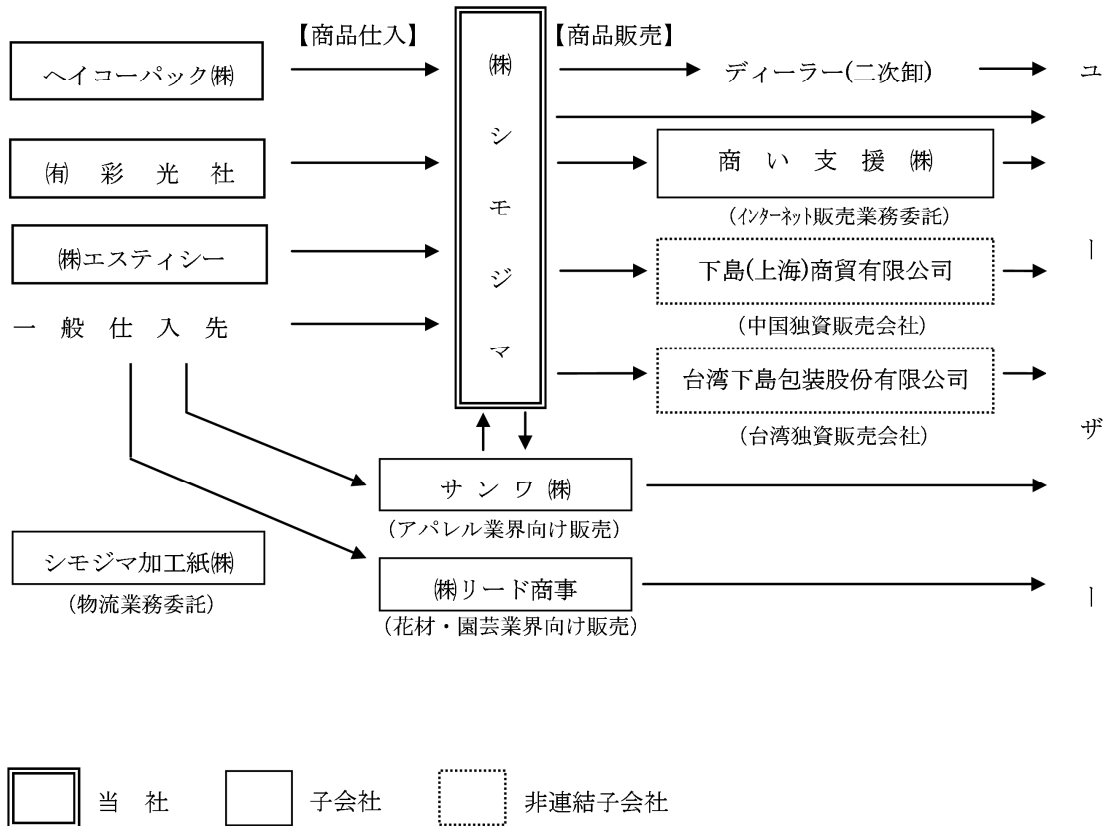 【商品仕入】
【商品販売】
ヘイコーパック㈱
㈲ 彩 光 社
㈱エスティシー
一 般 仕 入 先
㈱シモジマ
ディーラー(二次卸)
商 い 支 援 ㈱
(ｲﾝﾀｰﾈｯﾄ販売業務委託)
下島(上海)商貿有限公司
(中国独資販売会社)
台湾下島包装股份有限公司
(台湾独資販売会社)
ユーザー
サ ン ワ ㈱
(アパレル業界向け販売)
シモジマ加工紙㈱
(物流業務委託)
㈱リード商事
(花材・園芸業界向け販売)
当 社
子会社
非連結子会社